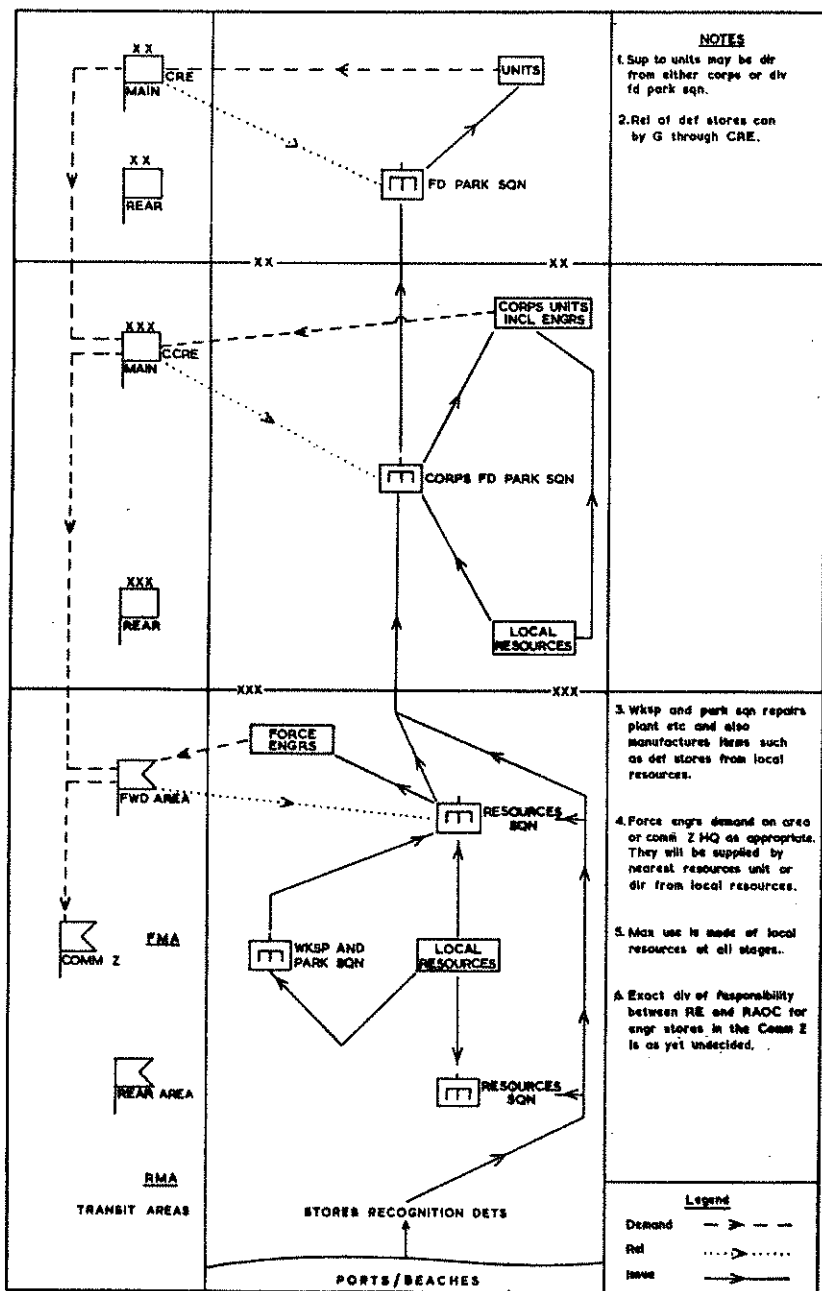 XX
CRE
MAIN
UNITS
FD PARK SQN
XX
REAR
XX
XX
XXX
CCRE
MAIN
CORPS UNITS
INCL ENGRS
CORPS FD PARK SQN
XXX
REAR
LOCAL
RESOURCES
XXX
XXX
FORCE
ENGRS
FWD AREA
RESOURCES
SQN
COMM Z
FMA
WKSP AND
PARK SQN
LOCAL
RESOURCES
REAR AREA
RESOURCES
SQN
RMA
TRANSIT AREAS
STORES RECOGNITION DETS
PORTS/BEACHES
NOTES
1. Sup to units may be dir
from either corps or div
fd park sqn.
2. Rel of def stores can
by G through CRE.
3. Wksp and park sqn repairs
plant etc and also
manufactures items such
as def stores from local
resources.
4. Force engrs demand on area
or comm Z HQ as appropriate.
They will be supplied by
nearest resources unit or
dir from local resources.
5. Max use is made of local
resources at all stages.
6. Exact div of responsibility
between RE and RAOC for
engr stores in the Comm Z
is as yet undecided.
Legend
Demand
Rel
Issue